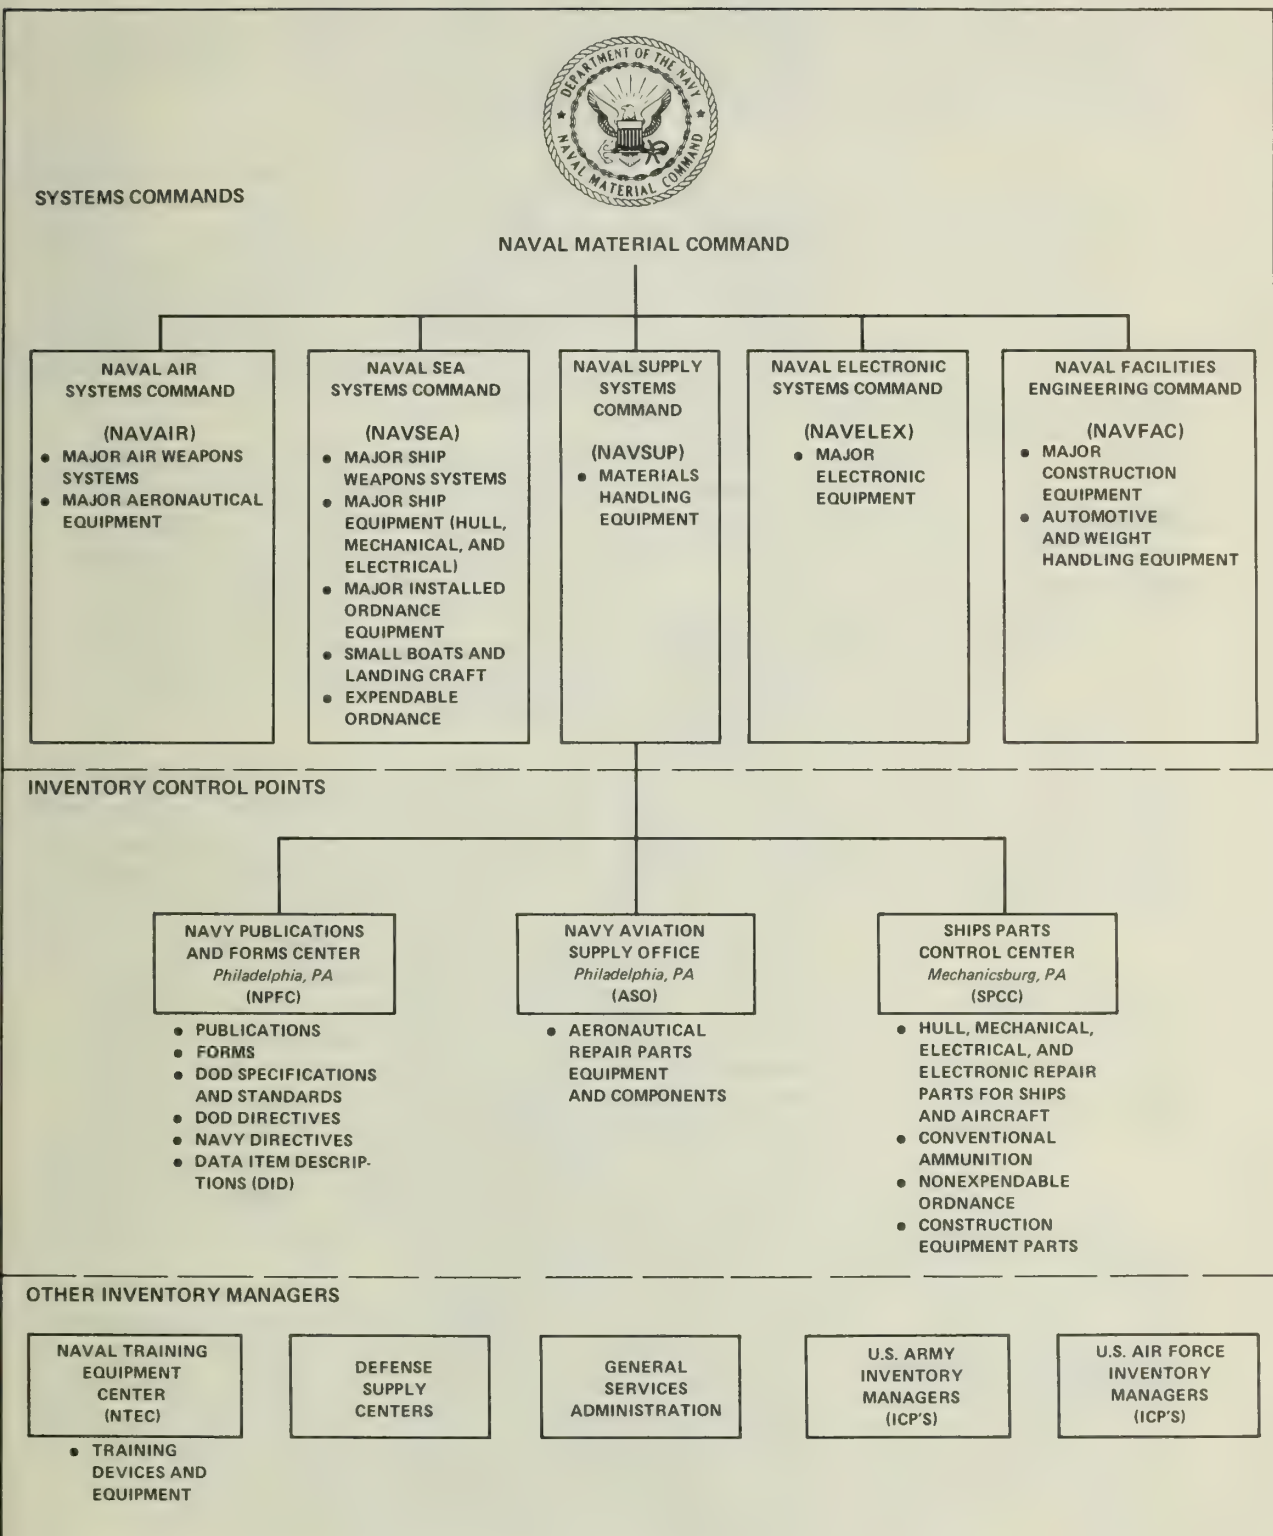 DEPARTMENT OF THE NAVY
NAVAL MATERIAL COMMAND
SYSTEMS COMMANDS
NAVAL MATERIAL COMMAND
NAVAL AIR
SYSTEMS COMMAND
(NAVAIR)
● MAJOR AIR WEAPONS
SYSTEMS
● MAJOR AERONAUTICAL
EQUIPMENT
NAVAL SEA
SYSTEMS COMMAND
(NAVSEA)
● MAJOR SHIP
WEAPONS SYSTEMS
● MAJOR SHIP
EQUIPMENT (HULL,
MECHANICAL, AND
ELECTRICAL)
● MAJOR INSTALLED
ORDNANCE
EQUIPMENT
● SMALL BOATS AND
LANDING CRAFT
● EXPENDABLE
ORDNANCE
NAVAL SUPPLY
SYSTEMS
COMMAND
(NAVSUP)
● MATERIALS
HANDLING
EQUIPMENT
NAVAL ELECTRONIC
SYSTEMS COMMAND
(NAVELEX)
● MAJOR
ELECTRONIC
EQUIPMENT
NAVAL FACILITIES
ENGINEERING COMMAND
(NAVFAC)
● MAJOR
CONSTRUCTION
EQUIPMENT
● AUTOMOTIVE
AND WEIGHT
HANDLING EQUIPMENT
INVENTORY CONTROL POINTS
NAVY PUBLICATIONS
AND FORMS CENTER
Philadelphia, PA
(NPFC)
● PUBLICATIONS
● FORMS
● DOD SPECIFICATIONS
AND STANDARDS
● DOD DIRECTIVES
● NAVY DIRECTIVES
● DATA ITEM DESCRIP-
TIONS (DID)
NAVY AVIATION
SUPPLY OFFICE
Philadelphia, PA
(ASO)
● AERONAUTICAL
REPAIR PARTS
EQUIPMENT
AND COMPONENTS
SHIPS PARTS
CONTROL CENTER
Mechanicsburg, PA
(SPCC)
● HULL, MECHANICAL,
ELECTRICAL, AND
ELECTRONIC REPAIR
PARTS FOR SHIPS
AND AIRCRAFT
● CONVENTIONAL
AMMUNITION
● NONEXPENDABLE
ORDNANCE
● CONSTRUCTION
EQUIPMENT PARTS
OTHER INVENTORY MANAGERS
NAVAL TRAINING
EQUIPMENT
CENTER
(NTEC)
● TRAINING
DEVICES AND
EQUIPMENT
DEFENSE
SUPPLY
CENTERS
GENERAL
SERVICES
ADMINISTRATION
U.S. ARMY
INVENTORY
MANAGERS
(ICP'S)
U.S. AIR FORCE
INVENTORY
MANAGERS
(ICP'S)